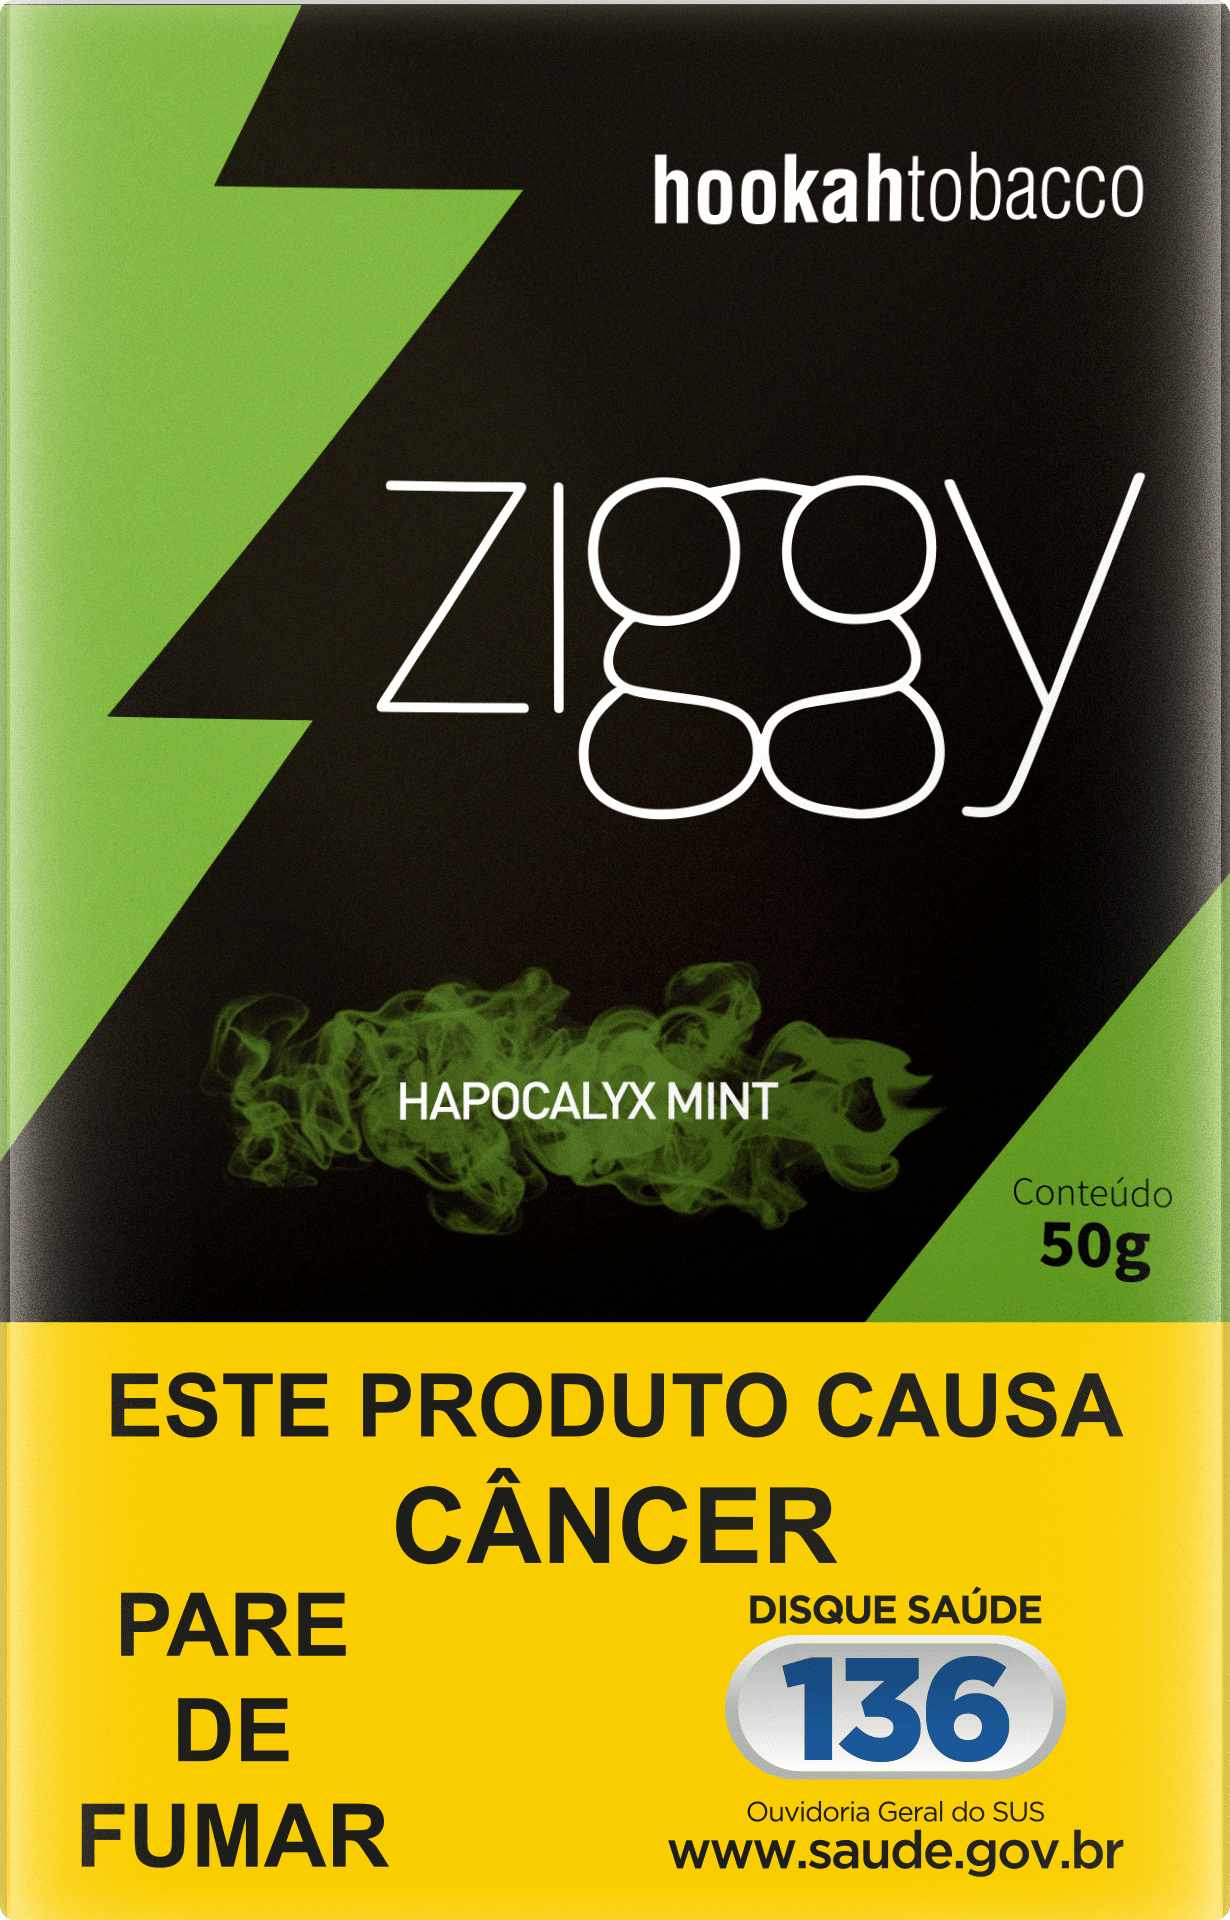 hookahtobacco
ziggy
HAPOCALYX MINT
Conteúdo
50g
ESTE PRODUTO CAUSA
CÂNCER
PARE
DE
FUMAR
DISQUE SAÚDE
136
Ouvidoria Geral do SUS
www.saude.gov.br